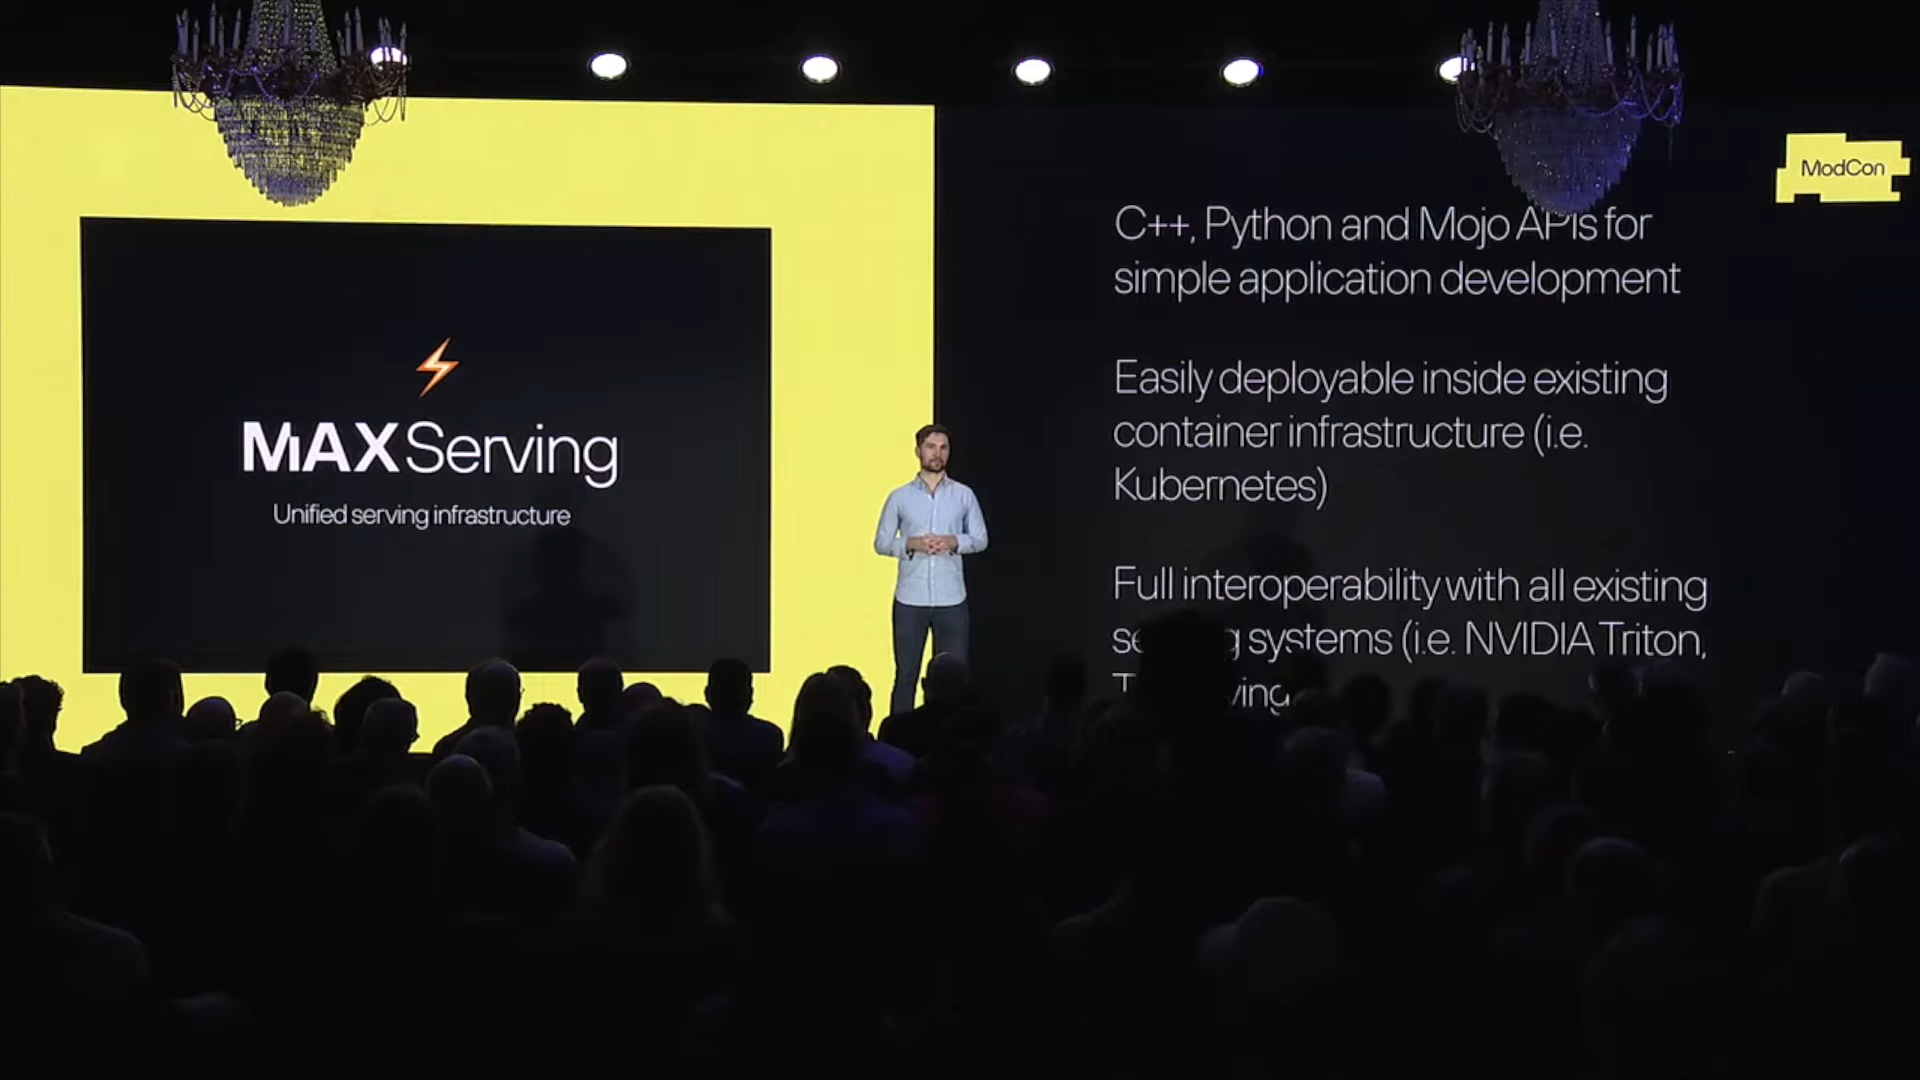 MAX Serving
Unified serving infrastructure
ModCon
C++, Python and Mojo APIs for
simple application development
Easily deployable inside existing
container infrastructure (i.e.
Kubernetes)
Full interoperability with all existing
systems (i.e. NVIDIA Triton,